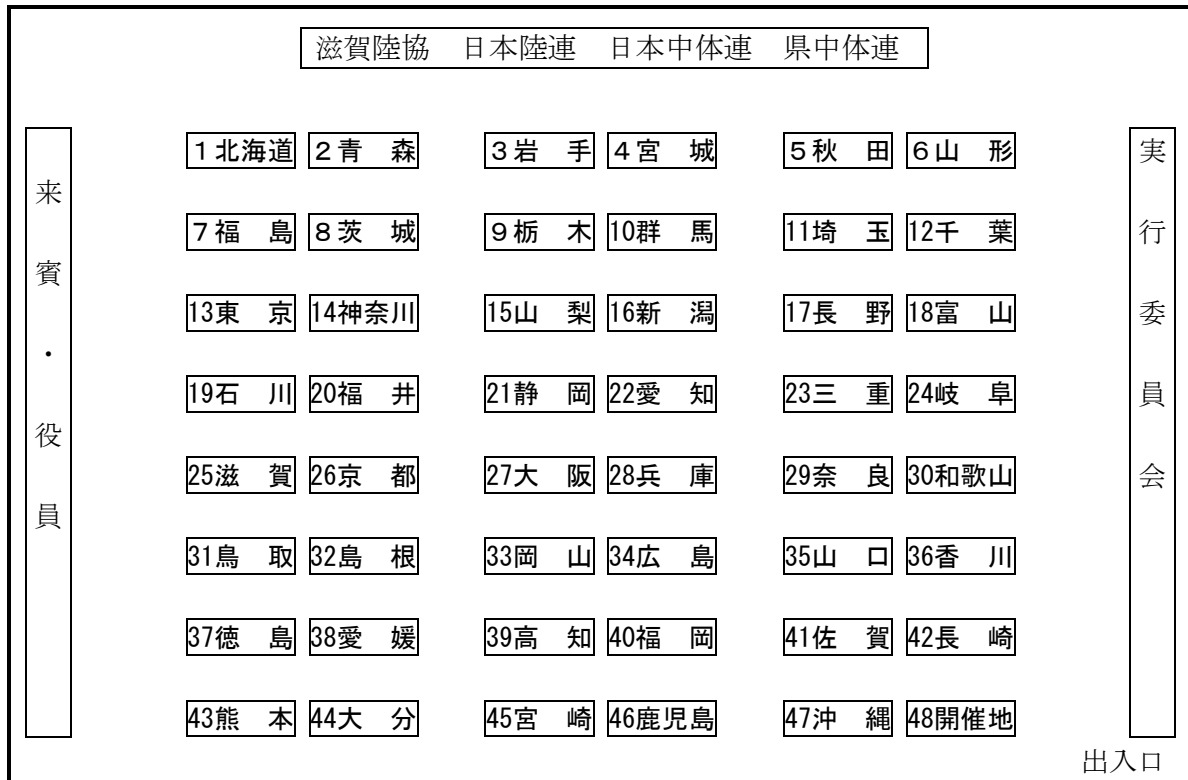 滋賀陸協　日本陸連　日本中体連　県中体連
来賓・役員
１北海道 ２青　森 ３岩　手 ４宮　城 ５秋　田 ６山　形
７福　島 ８茨　城 ９栃　木 10群　馬 11埼　玉 12千　葉
13東　京 14神奈川 15山　梨 16新　潟 17長　野 18富　山
19石　川 20福　井 21静　岡 22愛　知 23三　重 24岐　阜
25滋　賀 26京　都 27大　阪 28兵　庫 29奈　良 30和歌山
31鳥　取 32島　根 33岡　山 34広　島 35山　口 36香　川
37徳　島 38愛　媛 39高　知 40福　岡 41佐　賀 42長　崎
43熊　本 44大　分 45宮　崎 46鹿児島 47沖　縄 48開催地
実行委員会
出入口